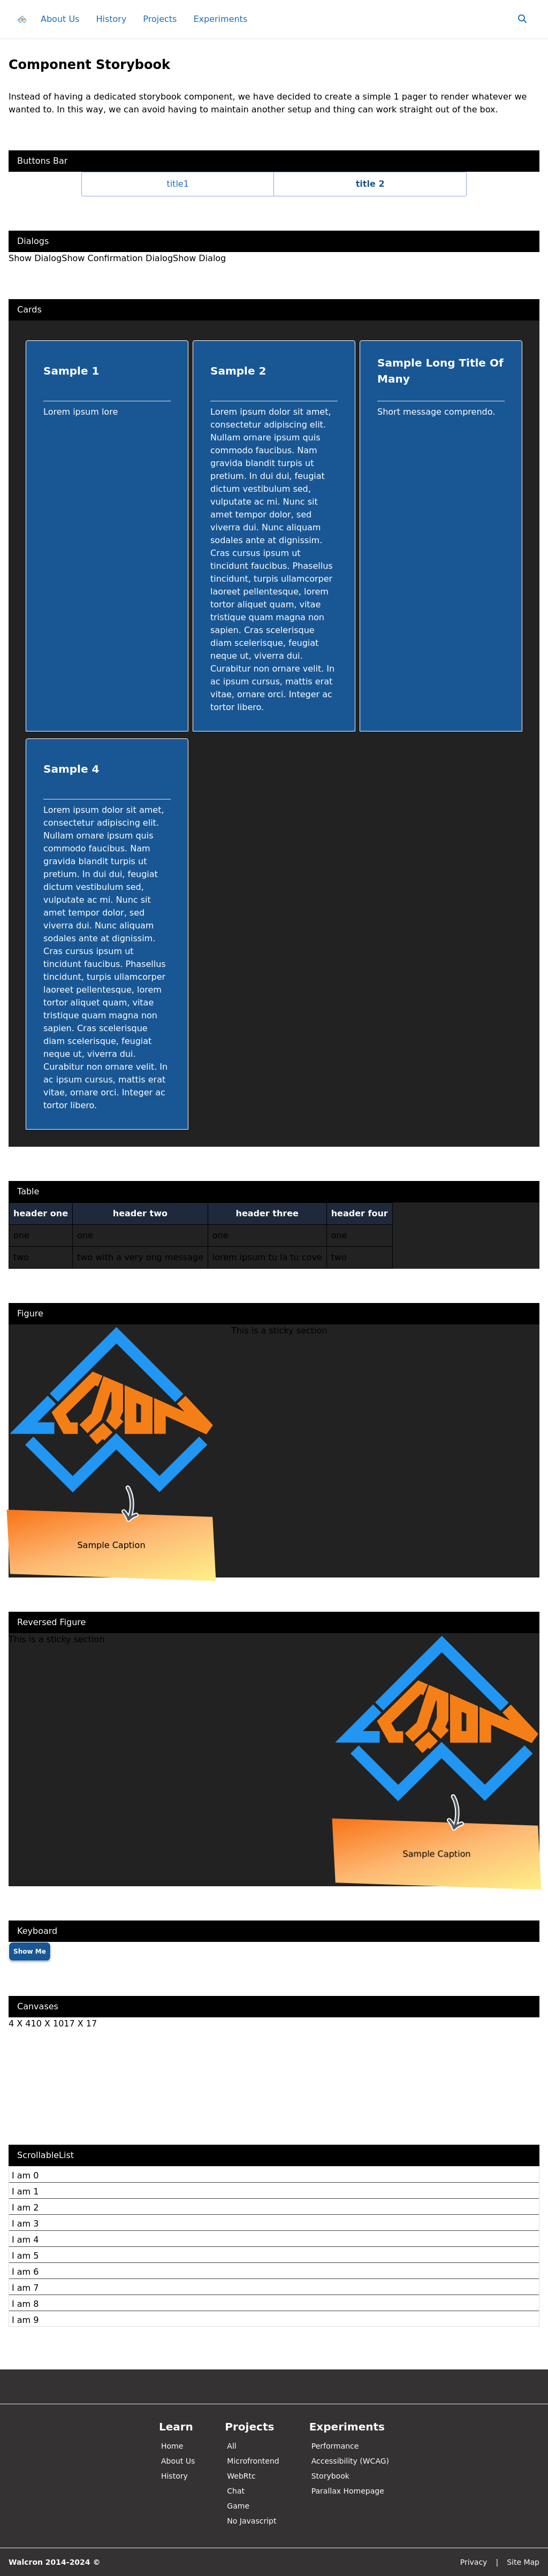 About Us History Projects Experiments
Component Storybook
Instead of having a dedicated storybook component, we have decided to create a simple 1 pager to render whatever we
wanted to. In this way, we can avoid having to maintain another setup and thing can work straight out of the box.
Buttons Bar
title1 title 2
Dialogs
Show DialogShow Confirmation DialogShow Dialog
Cards
Sample 1
Lorem ipsum lore
Sample 2
Lorem ipsum dolor sit amet,
consectetur adipiscing elit.
Nullam ornare ipsum quis
commodo faucibus. Nam
gravida blandit turpis ut
pretium. In dui dui, feugiat
dictum vestibulum sed,
vulputate ac mi. Nunc sit
amet tempor dolor, sed
viverra dui. Nunc aliquam
sodales ante at dignissim.
Cras cursus ipsum ut
tincidunt faucibus. Phasellus
tincidunt, turpis ullamcorper
laoreet pellentesque, lorem
tortor aliquet quam, vitae
tristique quam magna non
sapien. Cras scelerisque
diam scelerisque, feugiat
neque ut, viverra dui.
Curabitur non ornare velit. In
ac ipsum cursus, mattis erat
vitae, ornare orci. Integer ac
tortor libero.
Sample Long Title Of
Many
Short message comprendo.
Sample 4
Lorem ipsum dolor sit amet,
consectetur adipiscing elit.
Nullam ornare ipsum quis
commodo faucibus. Nam
gravida blandit turpis ut
pretium. In dui dui, feugiat
dictum vestibulum sed,
vulputate ac mi. Nunc sit
amet tempor dolor, sed
viverra dui. Nunc aliquam
sodales ante at dignissim.
Cras cursus ipsum ut
tincidunt faucibus. Phasellus
tincidunt, turpis ullamcorper
laoreet pellentesque, lorem
tortor aliquet quam, vitae
tristique quam magna non
sapien. Cras scelerisque
diam scelerisque, feugiat
neque ut, viverra dui.
Curabitur non ornare velit. In
ac ipsum cursus, mattis erat
vitae, ornare orci. Integer ac
tortor libero.
Table
header one header two header three header four
one one one one
two two with a very ong message lorem ipsum tu la tu cove two
Figure
This is a sticky section
Sample Caption
Reversed Figure
This is a sticky section
Sample Caption
Keyboard
Show Me
Canvases
4 X 410 X 1017 X 17
ScrollableList
I am 0
I am 1
I am 2
I am 3
I am 4
I am 5
I am 6
I am 7
I am 8
I am 9
Learn
Home
About Us
History
Projects
All
Microfrontend
WebRtc
Chat
Game
No Javascript
Experiments
Performance
Accessibility (WCAG)
Storybook
Parallax Homepage
Walcron 2014-2024 © Privacy | Site Map